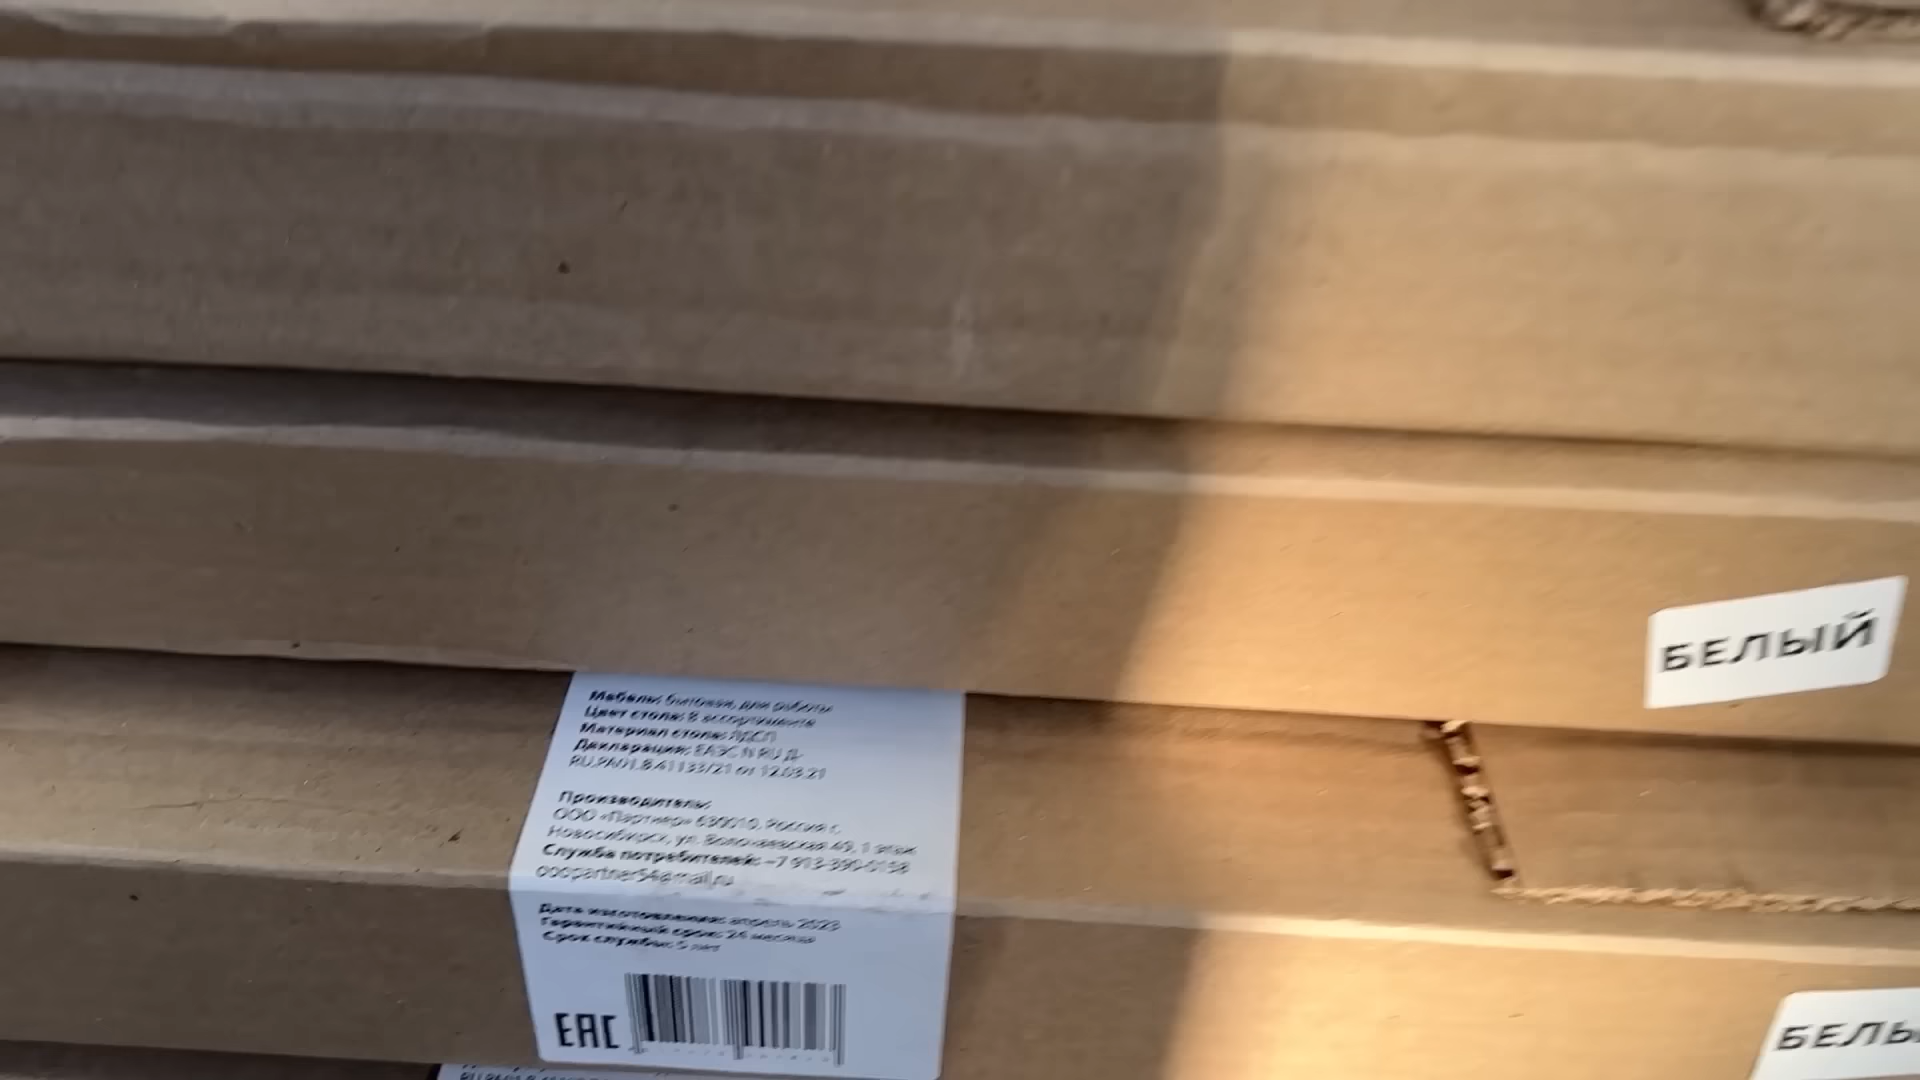 БЕЛЫЙ
Мебель: бытовая, для работы
Цвет стола: в ассортименте
Материал стола: ЛДСП
Декларация: ЕАЭС N RU Д-
RU.РА01.В.41133/21 от 12.03.21
Производитель:
ООО «Партнер» 630010, Россия г.
Новосибирск, ул. Волочаевская 49, 1 этаж
Служба потребителей: +7 913-390-0158
ooopartner54@mail.ru
Дата изготовления: апрель 2023
Гарантийный срок: 24 месяца
Срок службы: 5 лет
EAC
БЕЛЫ